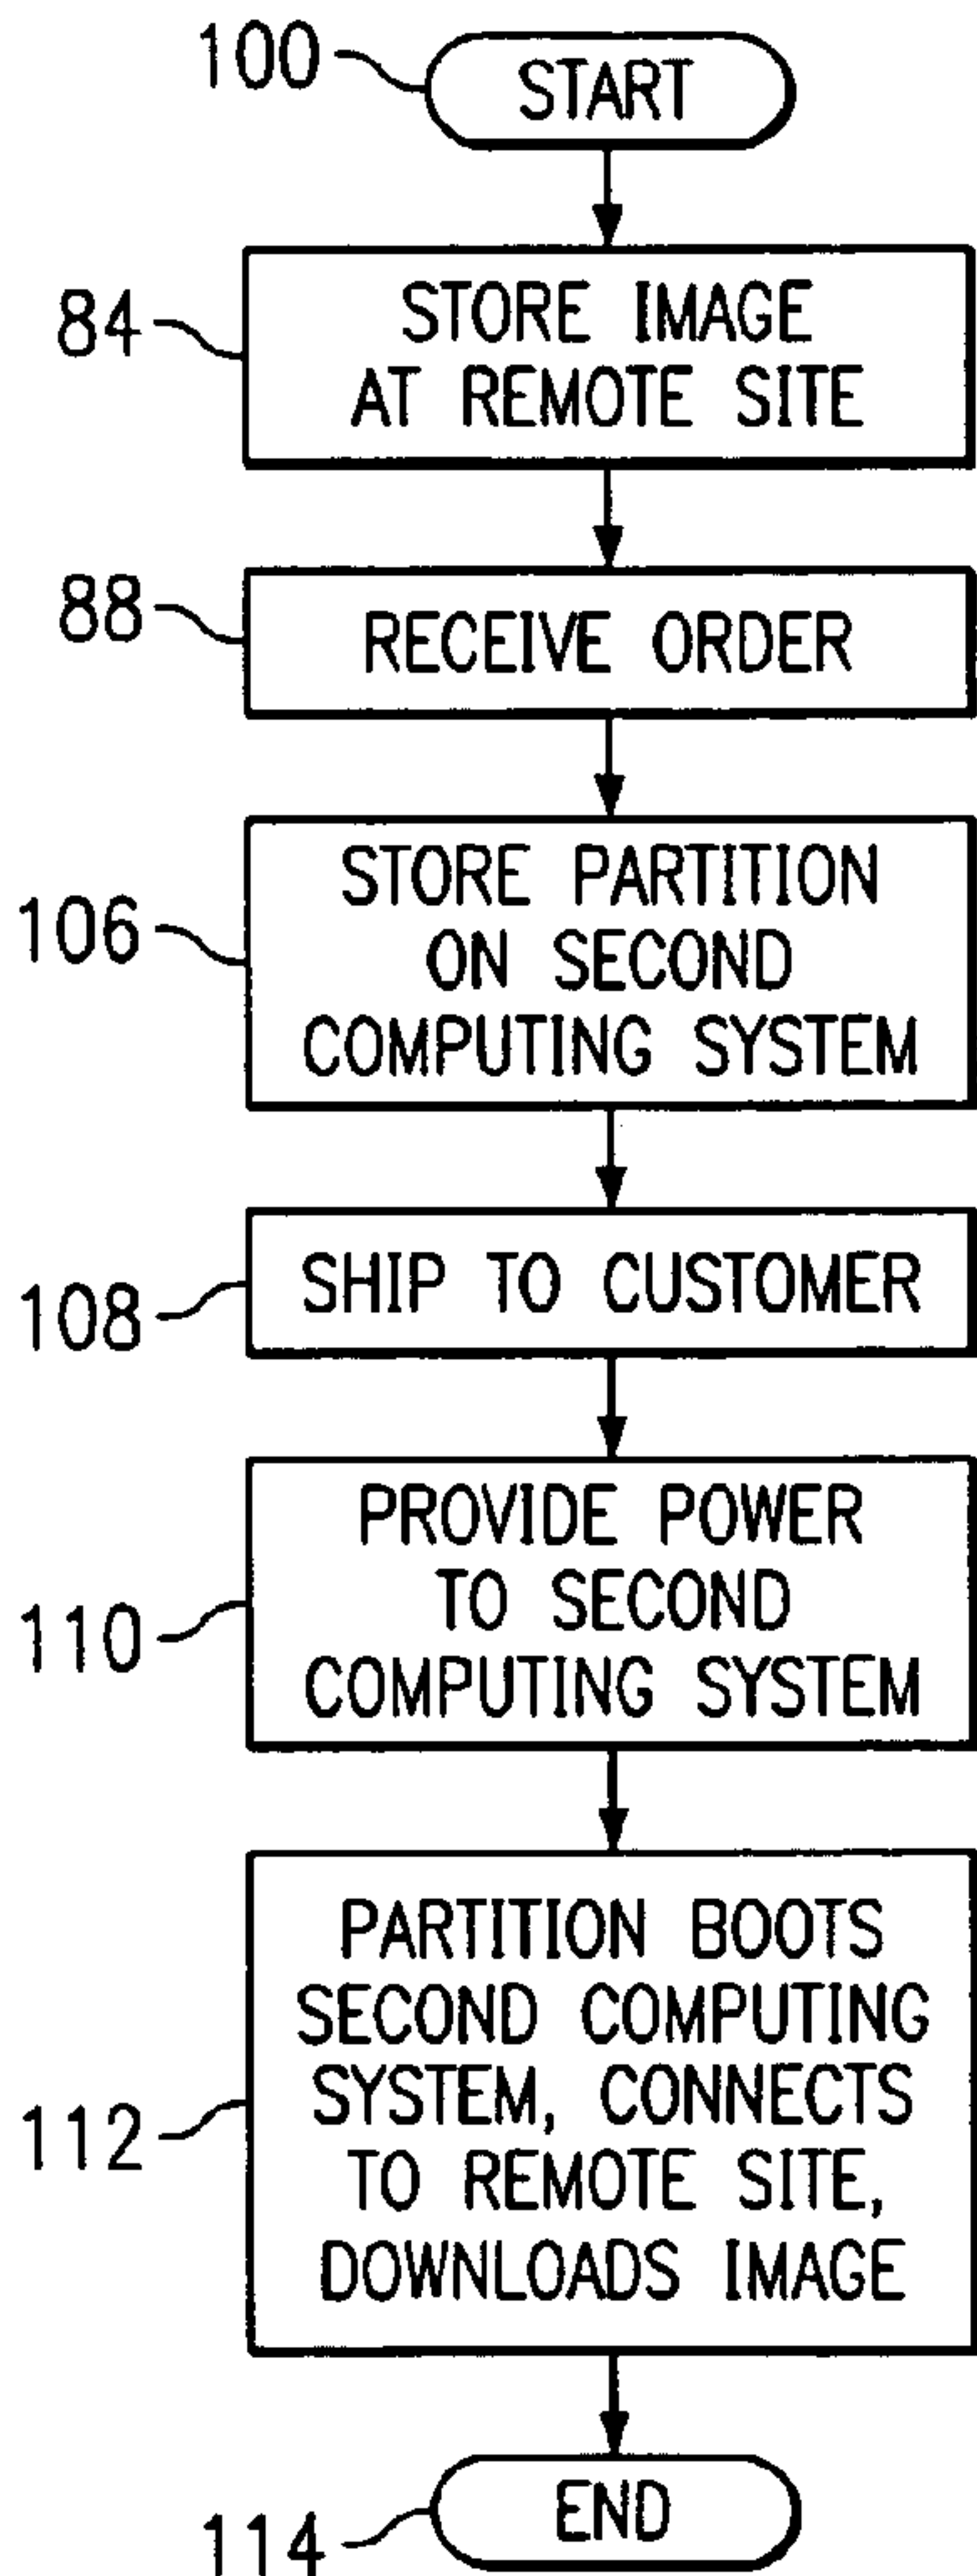 100
START
84
STORE IMAGE
AT REMOTE SITE
88
RECEIVE ORDER
106
STORE PARTITION
ON SECOND
COMPUTING SYSTEM
108
SHIP TO CUSTOMER
110
PROVIDE POWER
TO SECOND
COMPUTING SYSTEM
112
PARTITION BOOTS
SECOND COMPUTING
SYSTEM, CONNECTS
TO REMOTE SITE,
DOWNLOADS IMAGE
114
END